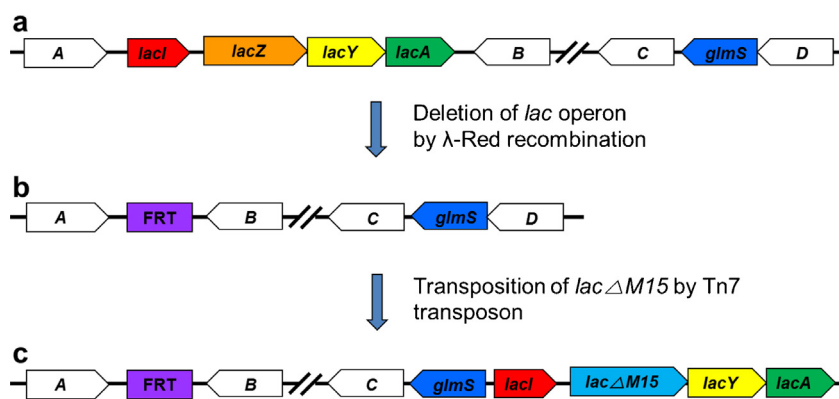 a
A lacI lacZ lacY lacA B C glmS D
Deletion of lac operon
by λ-Red recombination
b
A FRT B C glmS D
Transposition of lac△M15 by Tn7
transposon
c
A FRT B C glmS lacI lac△M15 lacY lacA